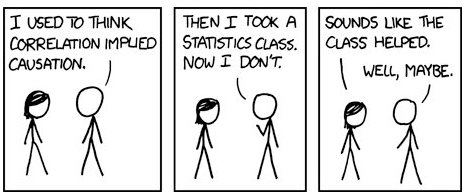 I USED TO THINK
CORRELATION IMPLIED
CAUSATION.
THEN I TOOK A
STATISTICS CLASS.
NOW I DON'T.
SOUNDS LIKE THE
CLASS HELPED.
WELL, MAYBE.